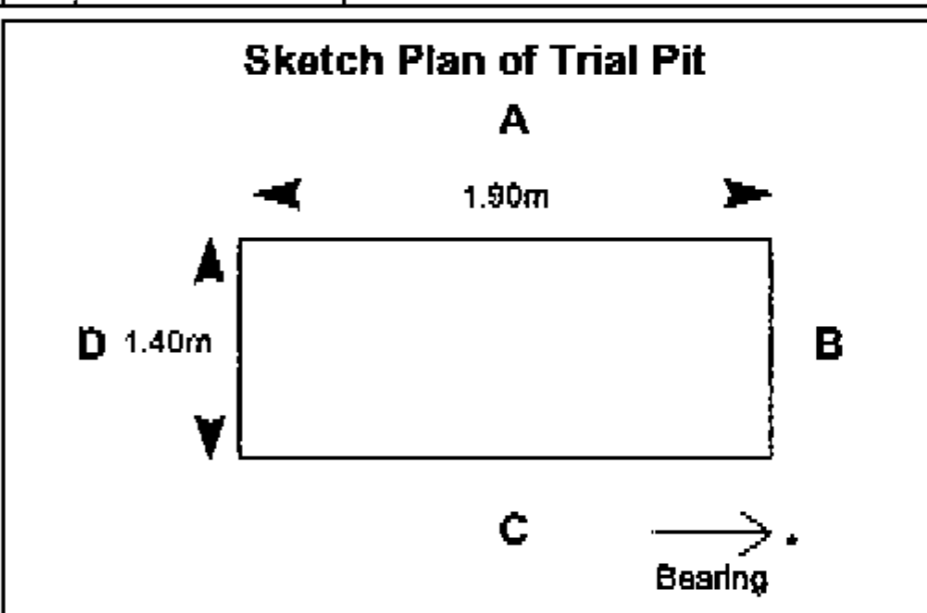 Sketch Plan of Trial Pit
A
1.90m
D 1.40m B
C
Bearing